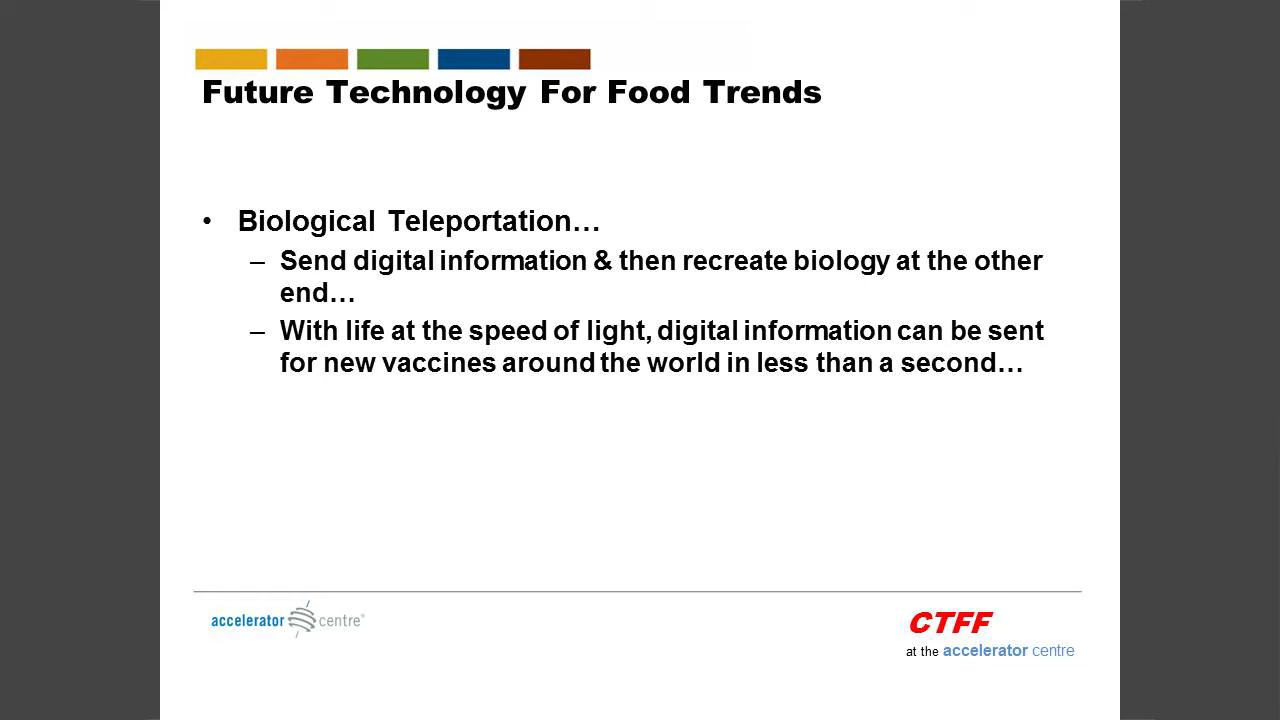 Future Technology For Food Trends
• Biological Teleportation…
– Send digital information & then recreate biology at the other
end…
– With life at the speed of light, digital information can be sent
for new vaccines around the world in less than a second…
accelerator centre®
CTFF
at the accelerator centre